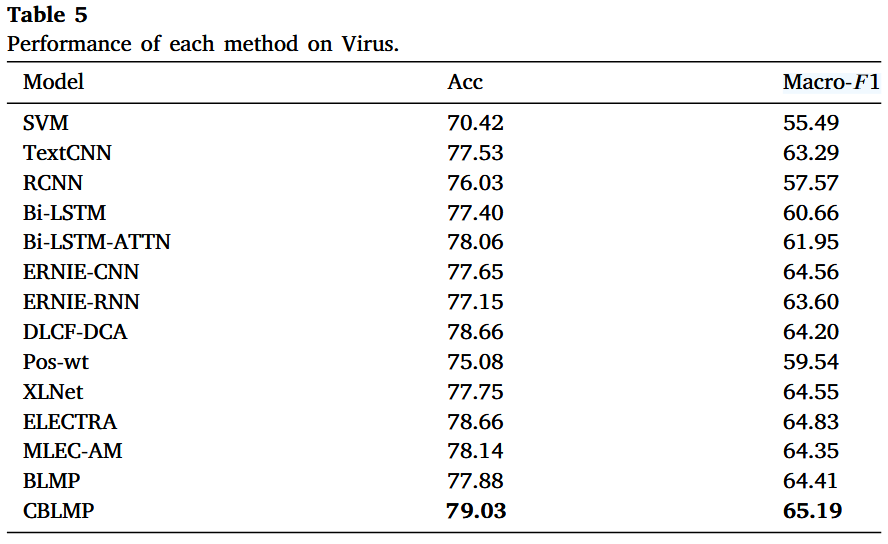 Table 5
Performance of each method on Virus.
Model Acc Macro-F1
SVM 70.42 55.49
TextCNN 77.53 63.29
RCNN 76.03 57.57
Bi-LSTM 77.40 60.66
Bi-LSTM-ATTN 78.06 61.95
ERNIE-CNN 77.65 64.56
ERNIE-RNN 77.15 63.60
DLCF-DCA 78.66 64.20
Pos-wt 75.08 59.54
XLNet 77.75 64.55
ELECTRA 78.66 64.83
MLEC-AM 78.14 64.35
BLMP 77.88 64.41
CBLMP 79.03 65.19